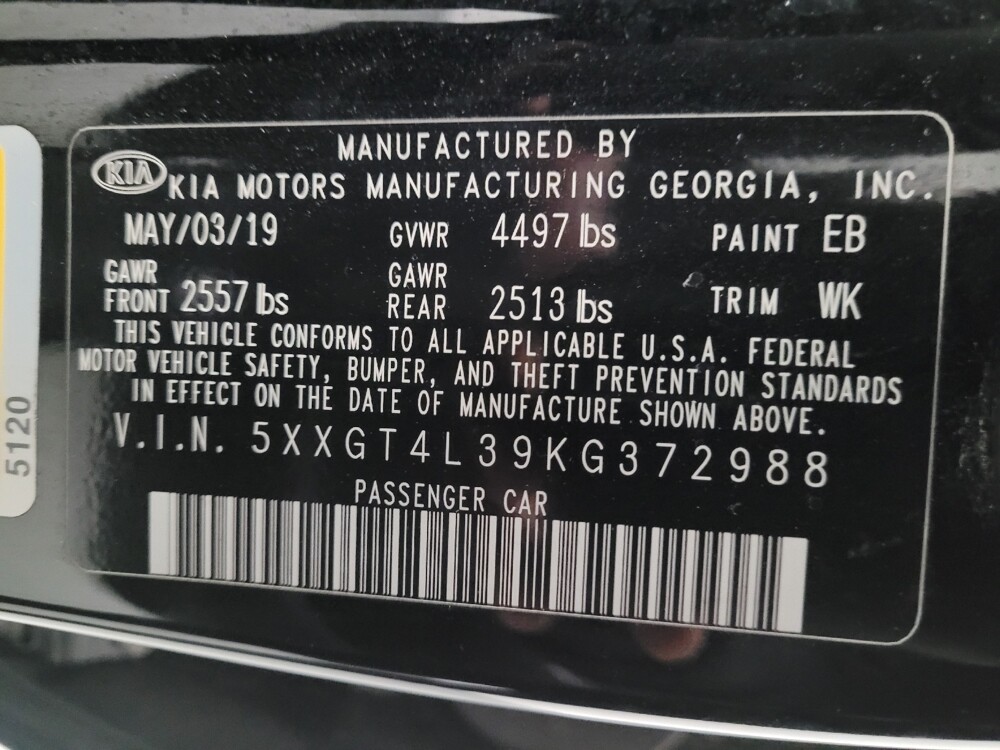 MANUFACTURED BY
KIA KIA MOTORS MANUFACTURING GEORGIA, INC.
MAY/03/19 GVWR 4497 lbs PAINT EB
GAWR FRONT 2557 lbs GAWR REAR 2513 lbs TRIM WK
THIS VEHICLE CONFORMS TO ALL APPLICABLE U.S.A. FEDERAL
MOTOR VEHICLE SAFETY, BUMPER, AND THEFT PREVENTION STANDARDS
IN EFFECT ON THE DATE OF MANUFACTURE SHOWN ABOVE.
V.I.N. 5XXGT4L39KG372988
PASSENGER CAR
5120